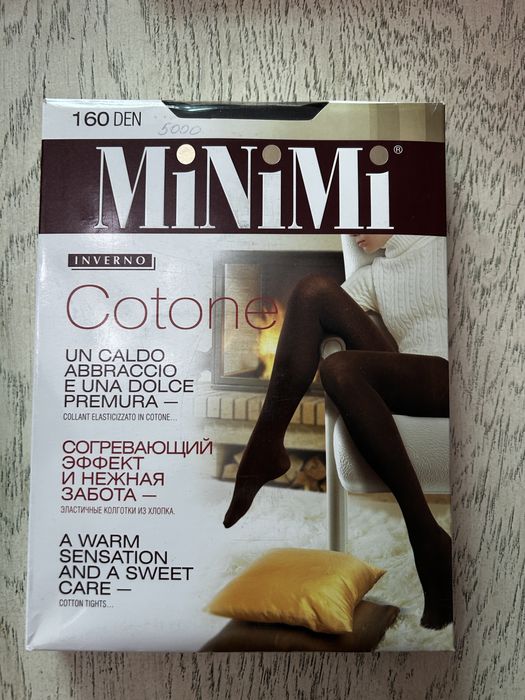 160 DEN
5000
MiNiMi®
INVERNO
Cotone
UN CALDO
ABBRACCIO
E UNA DOLCE
PREMURA —
COLLANT ELASTICIZZATO IN COTONE...
СОГРЕВАЮЩИЙ
ЭФФЕКТ
И НЕЖНАЯ
ЗАБОТА —
ЭЛАСТИЧНЫЕ КОЛГОТКИ ИЗ ХЛОПКА.
A WARM
SENSATION
AND A SWEET
CARE —
COTTON TIGHTS...